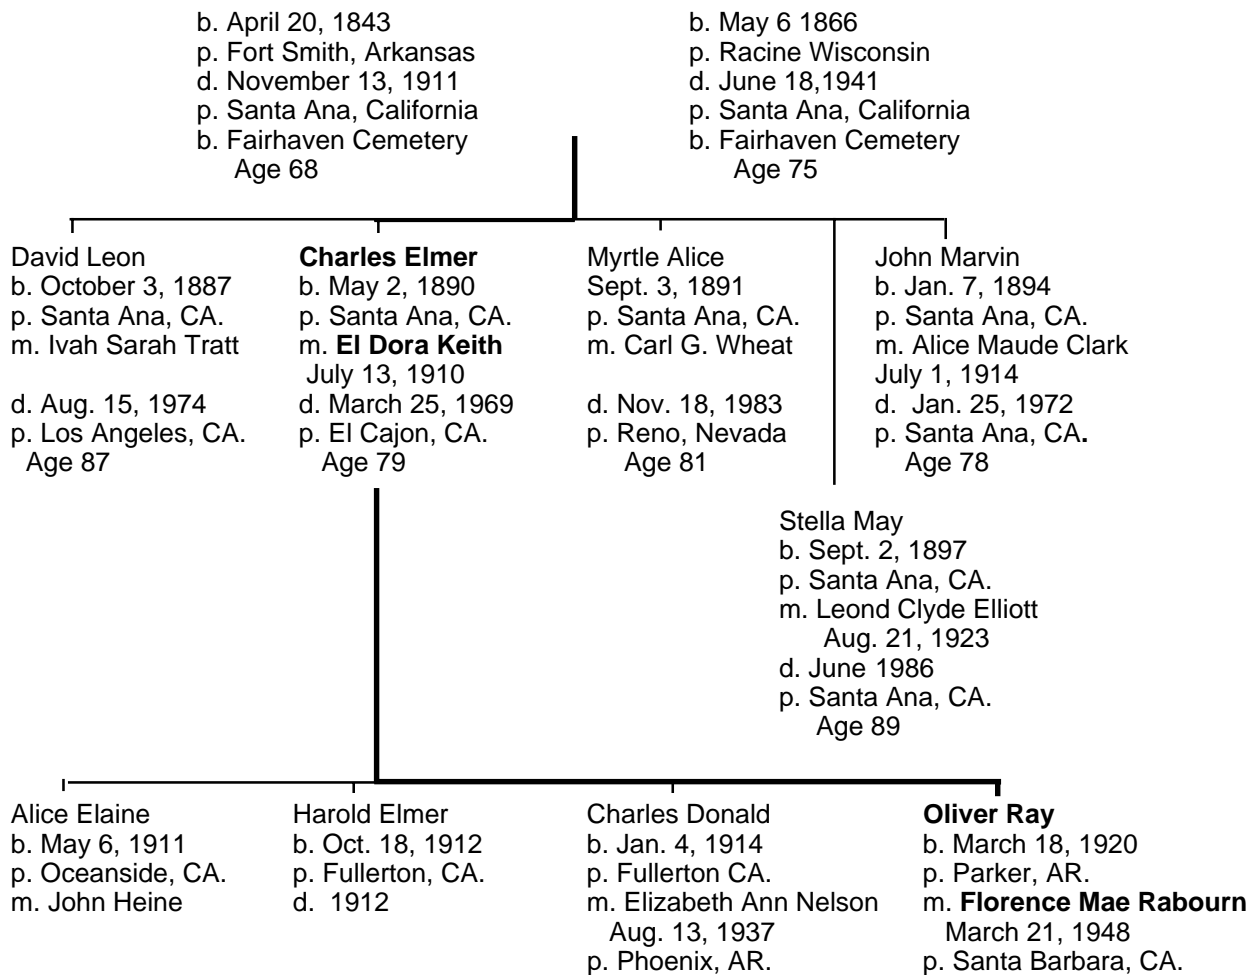 b. April 20, 1843
p. Fort Smith, Arkansas
d. November 13, 1911
p. Santa Ana, California
b. Fairhaven Cemetery
Age 68
b. May 6 1866
p. Racine Wisconsin
d. June 18,1941
p. Santa Ana, California
b. Fairhaven Cemetery
Age 75
David Leon
b. October 3, 1887
p. Santa Ana, CA.
m. Ivah Sarah Tratt
d. Aug. 15, 1974
p. Los Angeles, CA.
Age 87
Charles Elmer
b. May 2, 1890
p. Santa Ana, CA.
m. El Dora Keith
July 13, 1910
d. March 25, 1969
p. El Cajon, CA.
Age 79
Myrtle Alice
Sept. 3, 1891
p. Santa Ana, CA.
m. Carl G. Wheat
d. Nov. 18, 1983
p. Reno, Nevada
Age 81
John Marvin
b. Jan. 7, 1894
p. Santa Ana, CA.
m. Alice Maude Clark
July 1, 1914
d. Jan. 25, 1972
p. Santa Ana, CA.
Age 78
Stella May
b. Sept. 2, 1897
p. Santa Ana, CA.
m. Leond Clyde Elliott
Aug. 21, 1923
d. June 1986
p. Santa Ana, CA.
Age 89
Alice Elaine
b. May 6, 1911
p. Oceanside, CA.
m. John Heine
Harold Elmer
b. Oct. 18, 1912
p. Fullerton, CA.
d. 1912
Charles Donald
b. Jan. 4, 1914
p. Fullerton CA.
m. Elizabeth Ann Nelson
Aug. 13, 1937
p. Phoenix, AR.
Oliver Ray
b. March 18, 1920
p. Parker, AR.
m. Florence Mae Rabourn
March 21, 1948
p. Santa Barbara, CA.